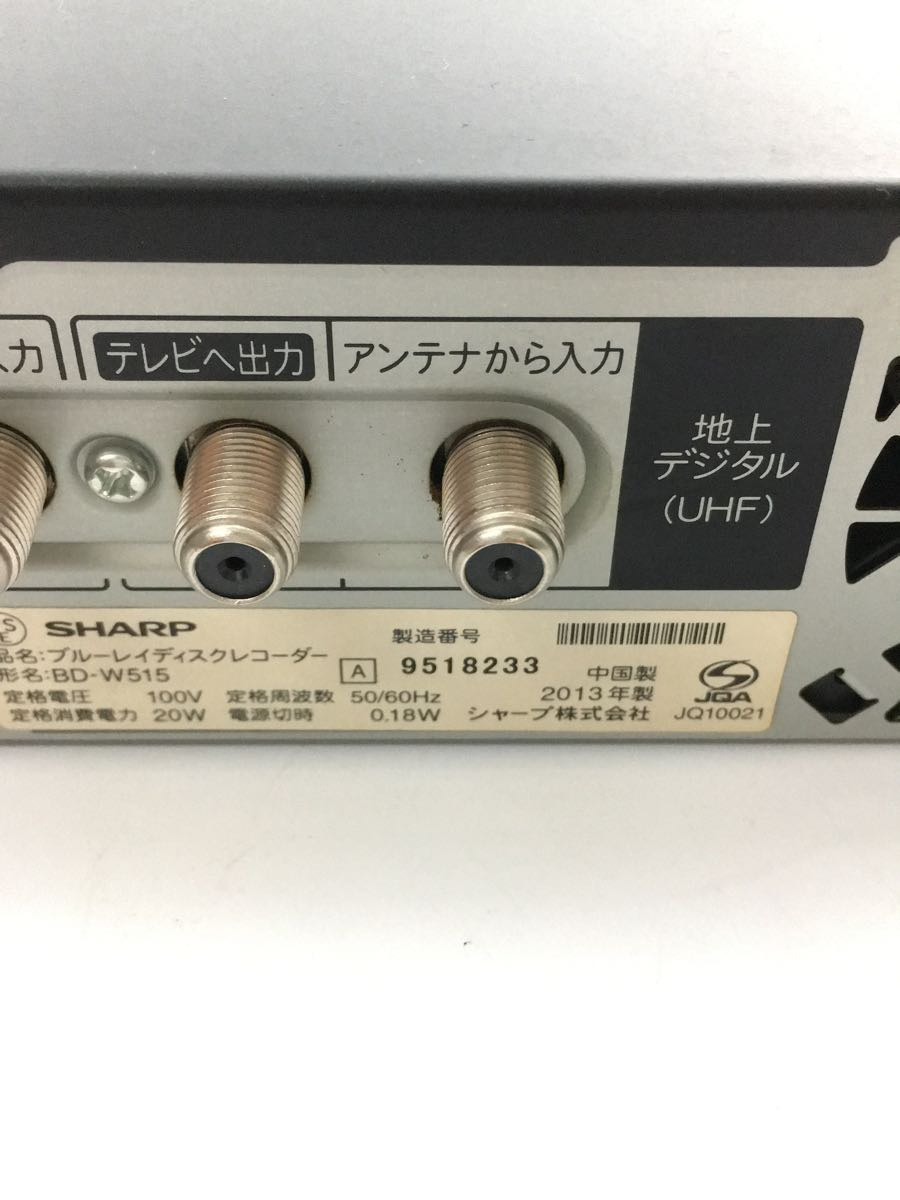 入力
テレビへ出力
アンテナから入力
地上
デジタル
(UHF)
SHARP
品名:ブルーレイディスクレコーダー
形名:BD-W515
定格電圧 100V 定格周波数 50/60Hz
定格消費電力 20W 電源切時 0.18W
製造番号
A 9518233
中国製
2013年製
シャープ株式会社
JQA
JQ10021